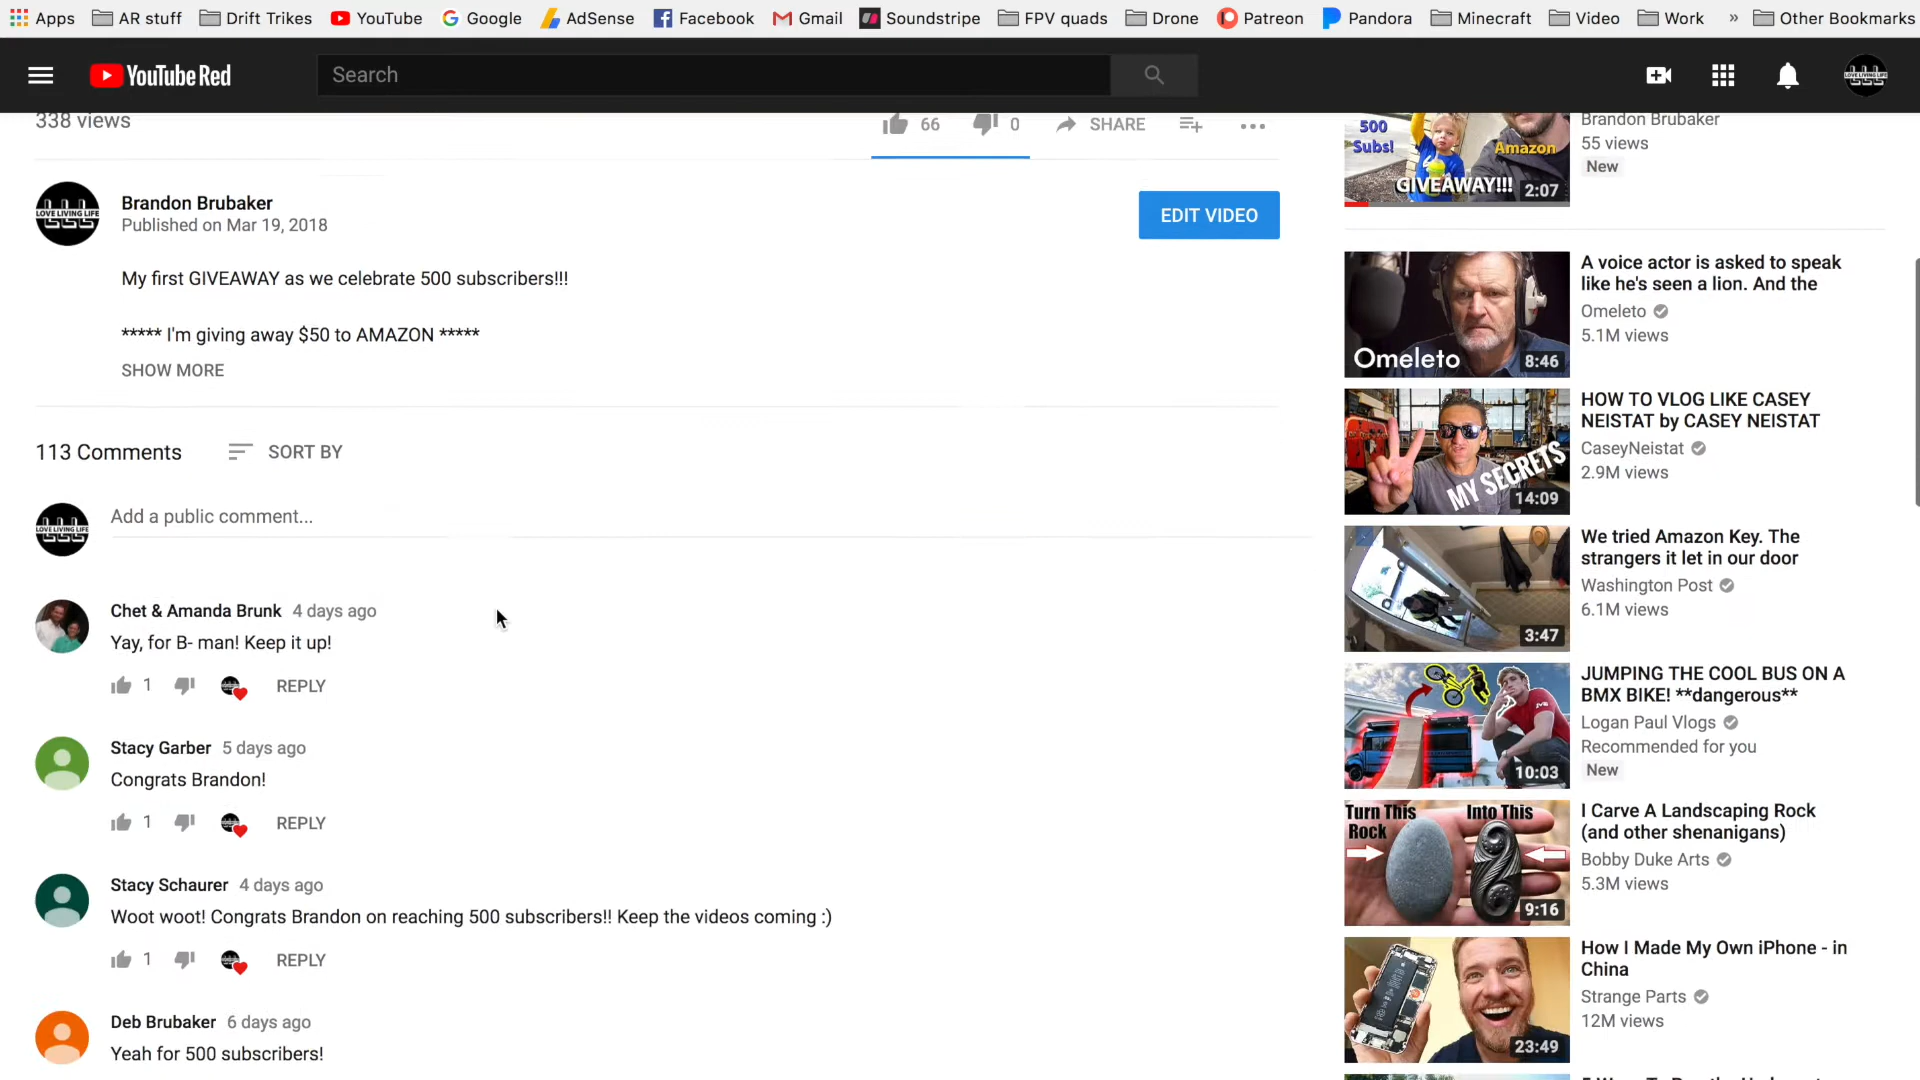 Apps AR stuff Drift Trikes YouTube Google AdSense Facebook Gmail Soundstripe FPV quads Drone Patreon Pandora Minecraft Video Work » Other Bookmarks
YouTube Red
Search
LOVE LIVING LIFE
338 views
66
0
SHARE
Brandon Brubaker
Published on Mar 19, 2018
EDIT VIDEO
LOVE LIVING LIFE
My first GIVEAWAY as we celebrate 500 subscribers!!!
***** I'm giving away $50 to AMAZON *****
SHOW MORE
113 Comments
SORT BY
LOVE LIVING LIFE
Add a public comment...
Chet & Amanda Brunk 4 days ago
Yay, for B- man! Keep it up!
1
REPLY
Stacy Garber 5 days ago
Congrats Brandon!
1
REPLY
Stacy Schaurer 4 days ago
Woot woot! Congrats Brandon on reaching 500 subscribers!! Keep the videos coming :)
1
REPLY
Deb Brubaker 6 days ago
Yeah for 500 subscribers!
500
Subs!
Amazon
GIVEAWAY!!!
2:07
Brandon Brubaker
55 views
New
Omeleto
8:46
A voice actor is asked to speak
like he's seen a lion. And the
Omeleto
5.1M views
MY SECRETS
14:09
HOW TO VLOG LIKE CASEY
NEISTAT by CASEY NEISTAT
CaseyNeistat
2.9M views
3:47
We tried Amazon Key. The
strangers it let in our door
Washington Post
6.1M views
10:03
JUMPING THE COOL BUS ON A
BMX BIKE! **dangerous**
Logan Paul Vlogs
Recommended for you
New
Turn This
Rock
Into This
9:16
I Carve A Landscaping Rock
(and other shenanigans)
Bobby Duke Arts
5.3M views
23:49
How I Made My Own iPhone - in
China
Strange Parts
12M views